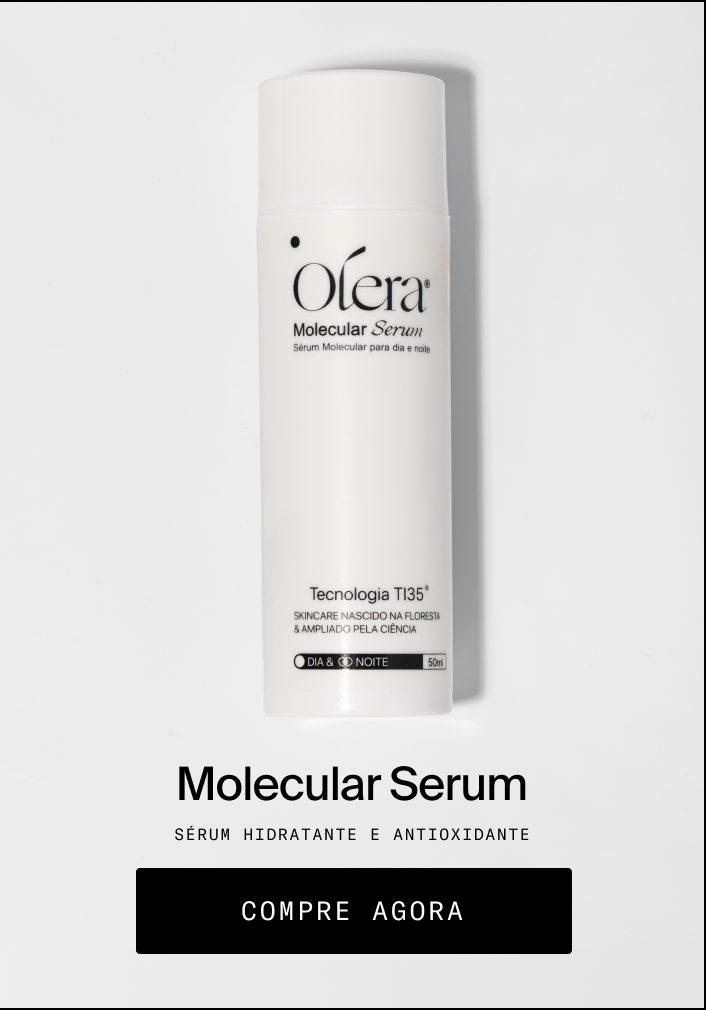 Olera®
Molecular Serum
Sérum Molecular para dia e noite
Tecnologia TI35®
SKINCARE NASCIDO NA FLORESTA
& AMPLIADO PELA CIÊNCIA
DIA & NOITE 50ml
Molecular Serum
SÉRUM HIDRATANTE E ANTIOXIDANTE
COMPRE AGORA